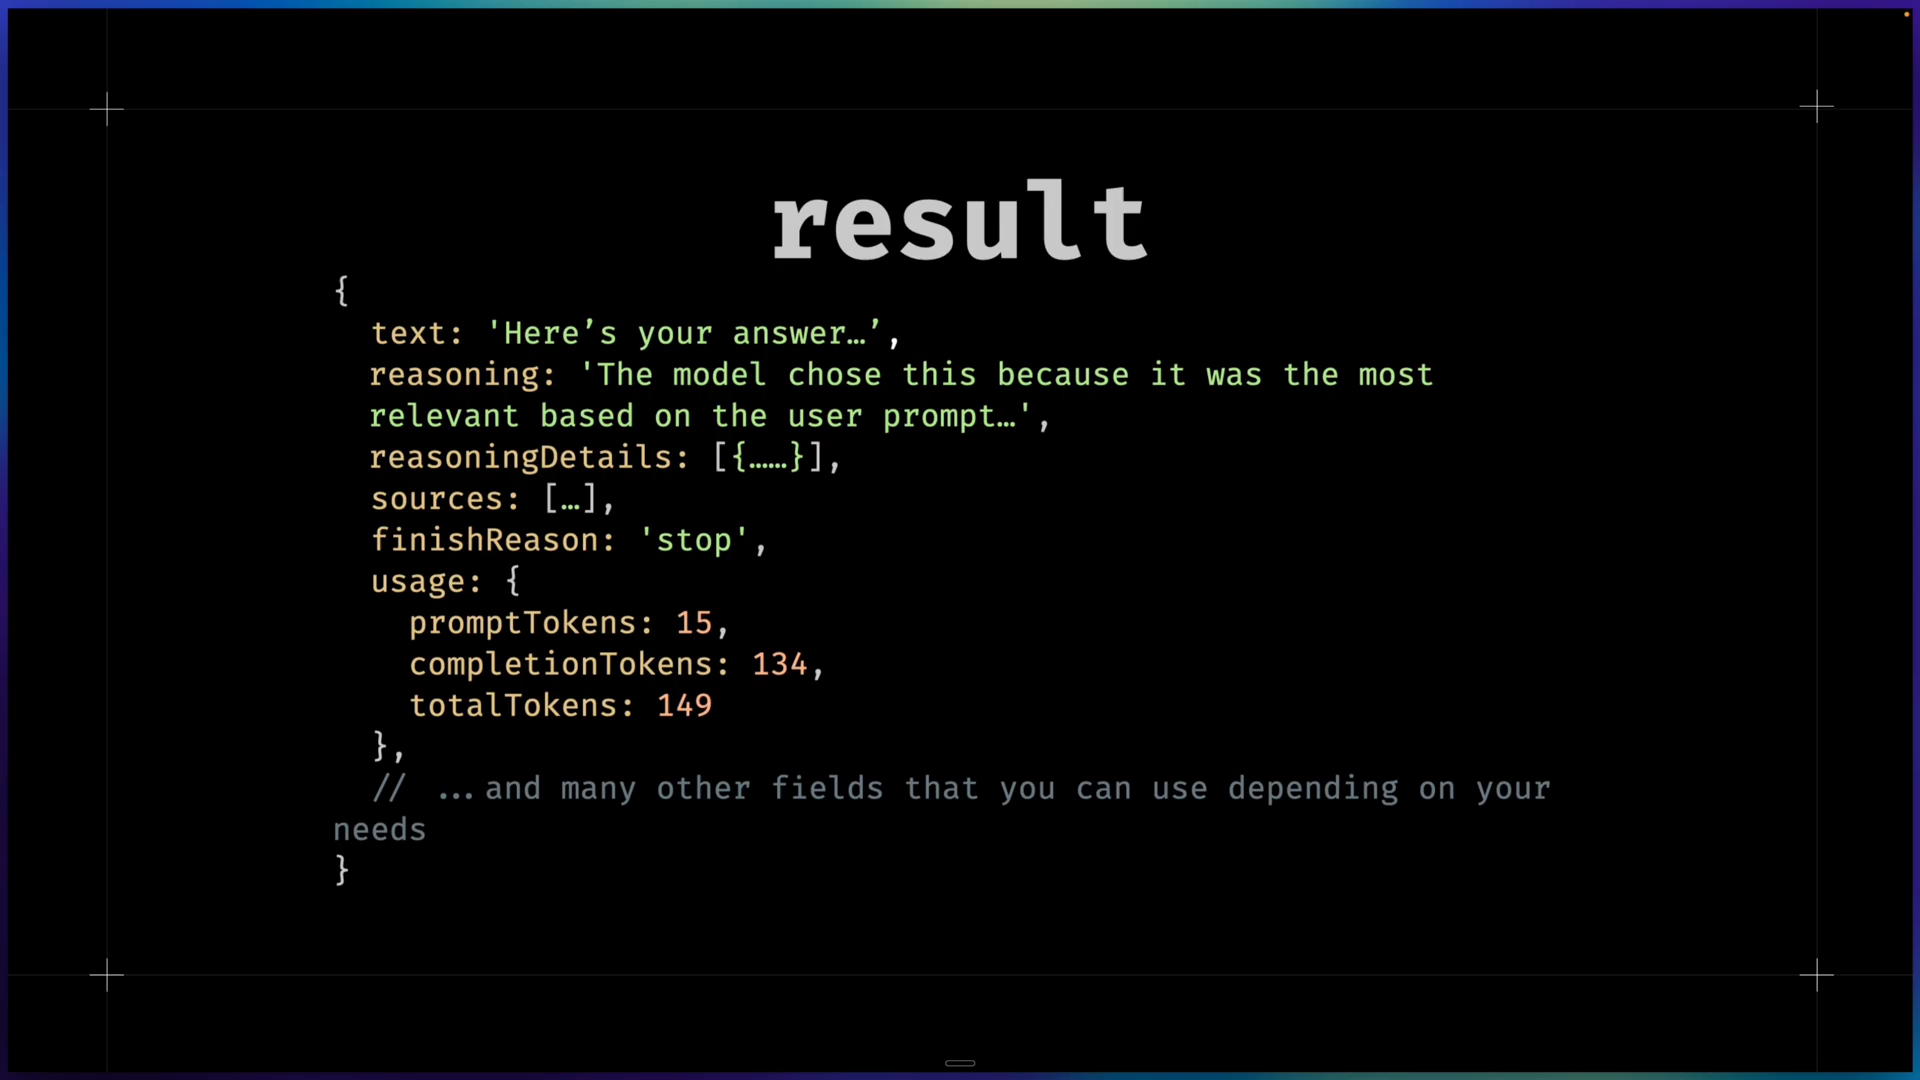 result
{
text: 'Here’s your answer…’,
reasoning: 'The model chose this because it was the most
relevant based on the user prompt…',
reasoningDetails: [{……}],
sources: […],
finishReason: 'stop',
usage: {
promptTokens: 15,
completionTokens: 134,
totalTokens: 149
},
// ...and many other fields that you can use depending on your
needs
}